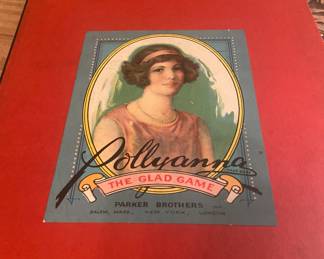 Pollyanna
THE GLAD GAME
PARKER BROTHERS
SALEM, MASS., NEW YORK, LONDON